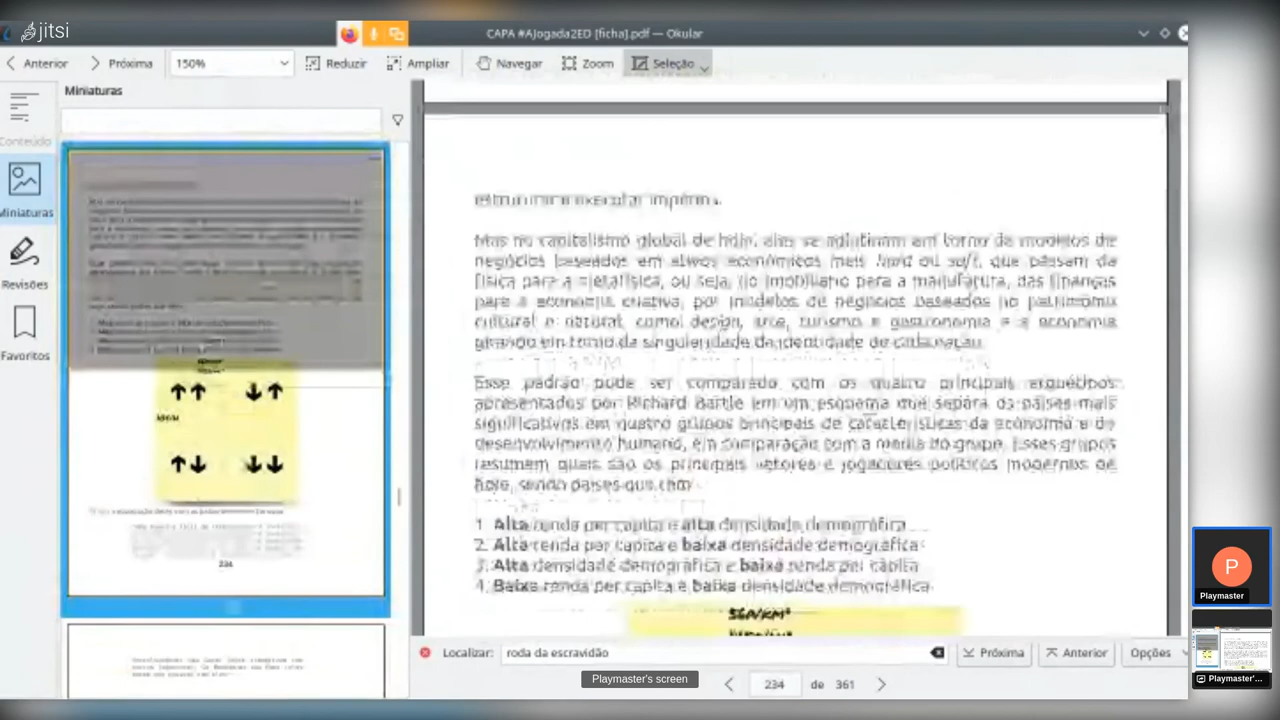 jitsi
CAPA #AJogada2ED [ficha].pdf — Okular
Anterior
Próxima
150%
Reduzir
Ampliar
Navegar
Zoom
Seleção
Miniaturas
Conteúdo
Miniaturas
Revisões
Favoritos
234
Mas no capitalismo global de hoje, elas se aglutinam em torno de modelos de
negócios baseados em ativos econômicos mais hard ou soft, que passam da
física para a metafísica, ou seja, do imobiliário para a manufatura, das finanças
para a economia criativa, por modelos de negócios baseados no patrimônio
cultural e natural, como design, arte, turismo e gastronomia e a economia
girando em torno da singularidade da identidade de cada nação.
Esse padrão pode ser comparado com os quatro principais arquétipos
apresentados por Richard Bartle em um esquema que separa os países mais
significativos em quatro grupos principais de características da economia e do
desenvolvimento humano, em comparação com a média do grupo. Esses grupos
resumem quais são os principais vetores e jogadores políticos modernos de
hoje, sendo países que têm
1. Alta renda per capita e alta densidade demográfica
2. Alta renda per capita e baixa densidade demográfica
3. Alta densidade demográfica e baixa renda per cápita
4. Baixa renda per capita e baixa densidade demográfica
Localizar:
roda da escravidão
Próxima
Anterior
Opções
Playmaster's screen
234
de
361
P
Playmaster
Playmaster'...